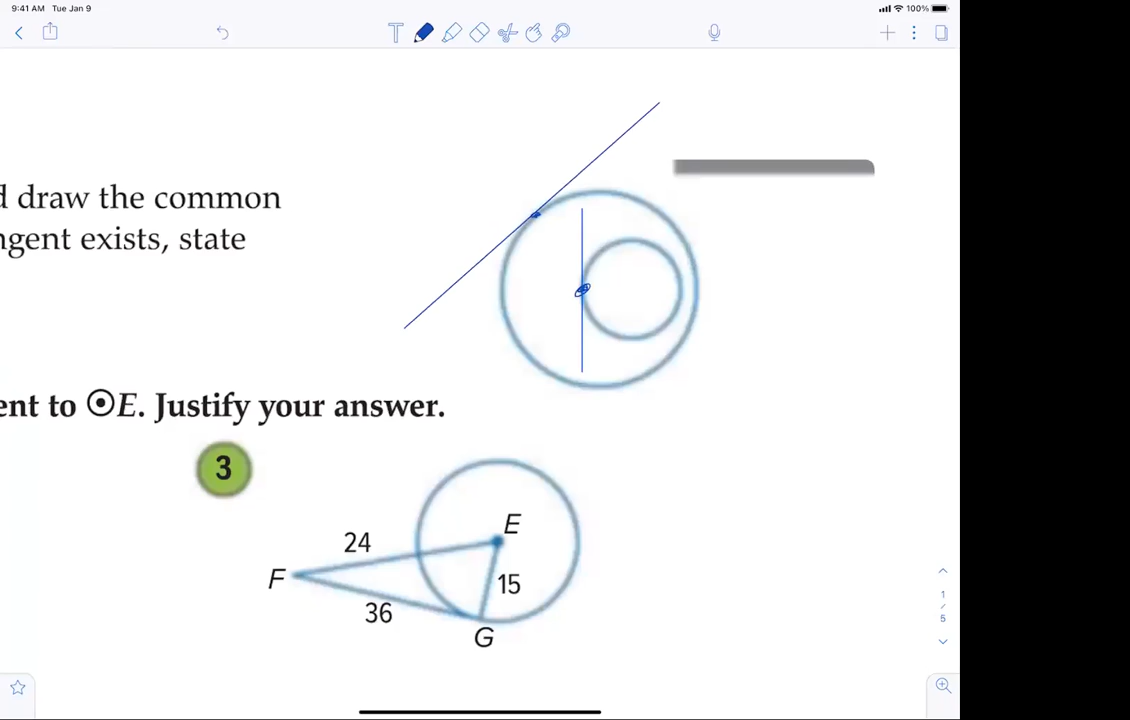 9:41 AM Tue Jan 9
100%
T
d draw the common
ngent exists, state
ent to ⊙E. Justify your answer.
3
E
24
F
15
36
G
1
/
5